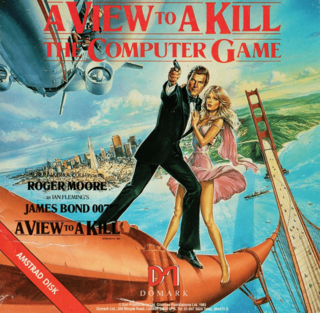 A VIEW TO A KILL
THE COMPUTER GAME
ROGER MOORE
in IAN FLEMING'S
JAMES BOND 007
A VIEW TO A KILL
AMSTRAD DISK
DOMARK